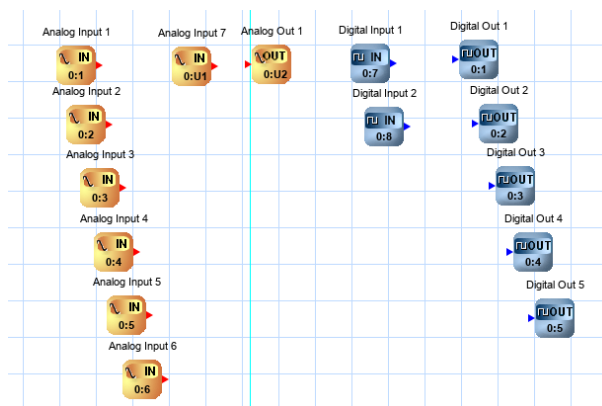 Analog Input 1
IN
0:1
Analog Input 2
IN
0:2
Analog Input 3
IN
0:3
Analog Input 4
IN
0:4
Analog Input 5
IN
0:5
Analog Input 6
IN
0:6
Analog Input 7
IN
0:U1
Analog Out 1
OUT
0:U2
Digital Input 1
IN
0:7
Digital Input 2
IN
0:8
Digital Out 1
OUT
0:1
Digital Out 2
OUT
0:2
Digital Out 3
OUT
0:3
Digital Out 4
OUT
0:4
Digital Out 5
OUT
0:5